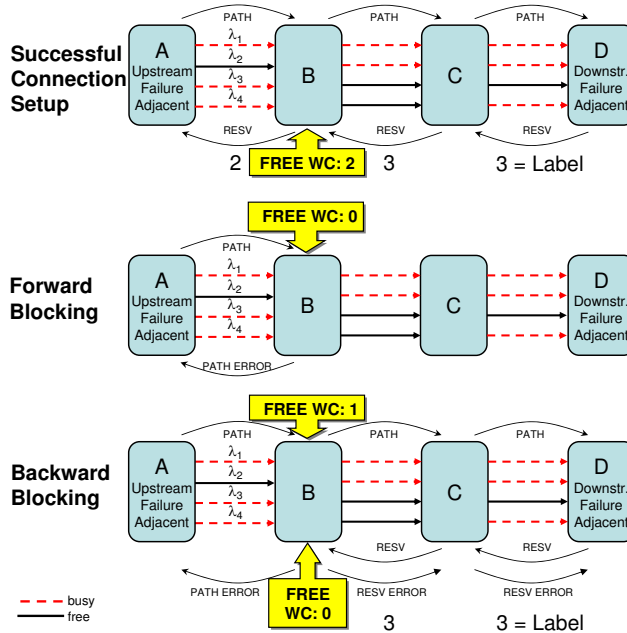 PATH
PATH
PATH
Successful
Connection
Setup
A
Upstream
Failure
Adjacent
λ1
λ2
λ3
λ4
B
C
D
Downstr.
Failure
Adjacent
RESV
RESV
RESV
2
FREE WC: 2
3
3 = Label
FREE WC: 0
PATH
Forward
Blocking
A
Upstream
Failure
Adjacent
λ1
λ2
λ3
λ4
B
C
D
Downstr.
Failure
Adjacent
PATH ERROR
FREE WC: 1
PATH
PATH
PATH
Backward
Blocking
A
Upstream
Failure
Adjacent
λ1
λ2
λ3
λ4
B
C
D
Downstr.
Failure
Adjacent
RESV
RESV
PATH ERROR
FREE
WC: 0
RESV ERROR
RESV ERROR
3
3 = Label
busy
free